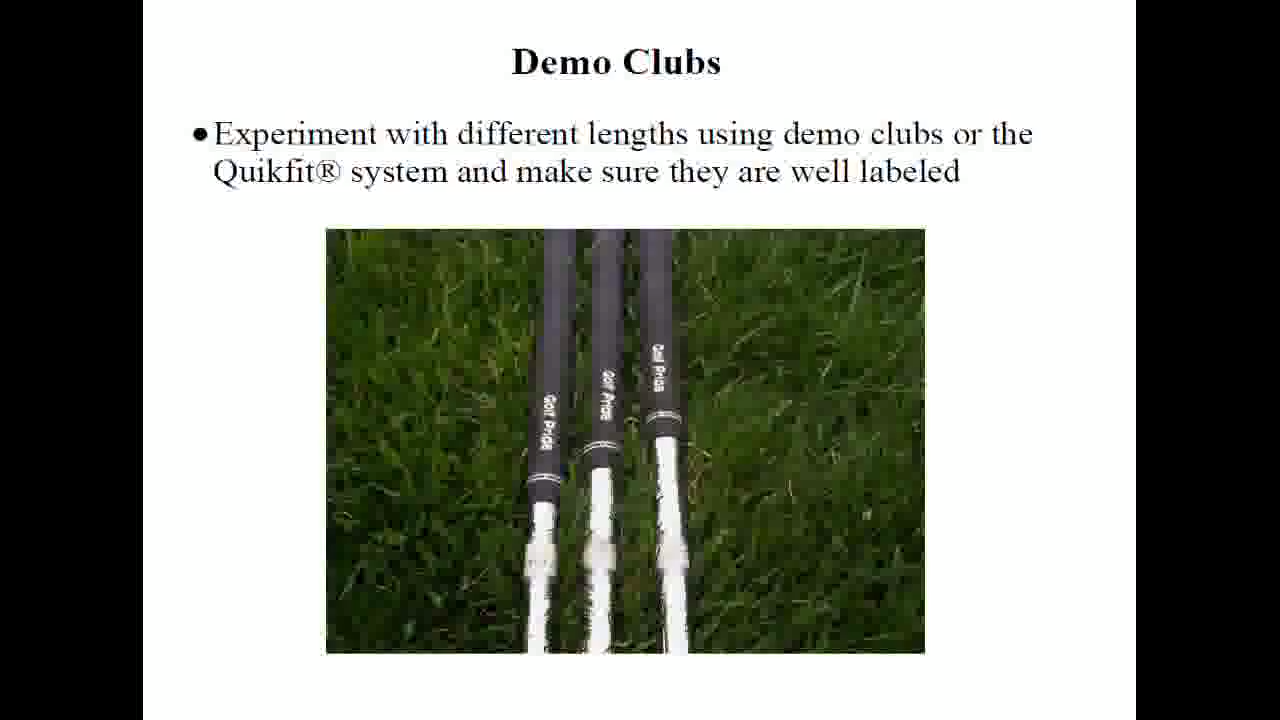 Demo Clubs
●Experiment with different lengths using demo clubs or the
Quikfit® system and make sure they are well labeled
Golf Pride
Golf Pride
Golf Pride